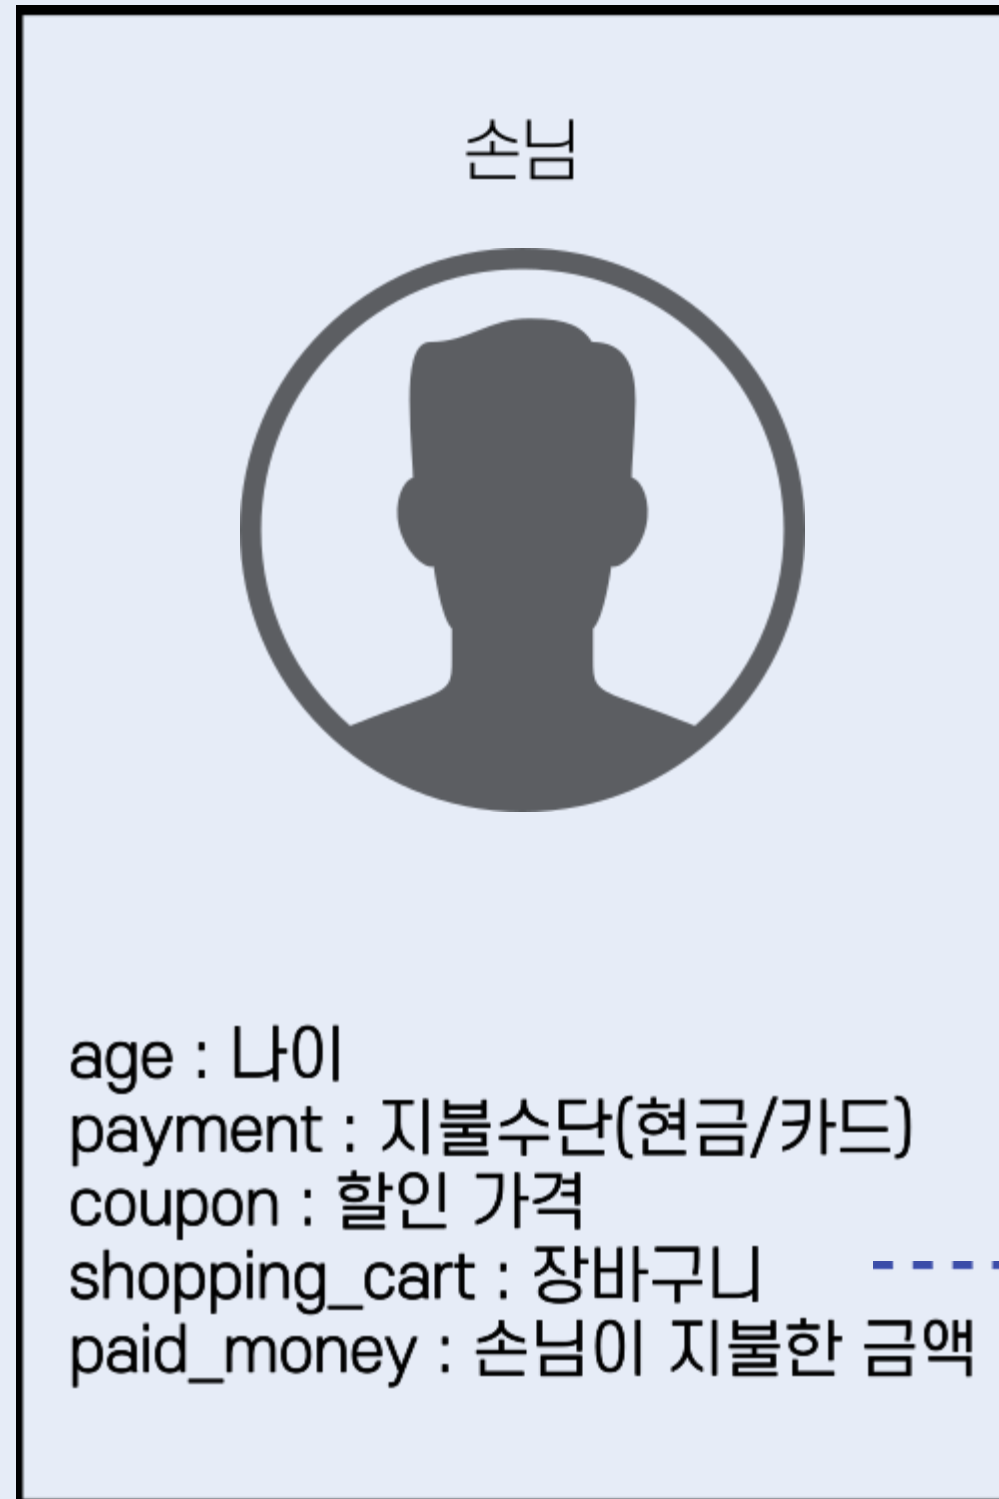 손님
age : 나이
payment : 지불수단(현금/카드)
coupon : 할인 가격
shopping_cart : 장바구니
paid_money : 손님이 지불한 금액